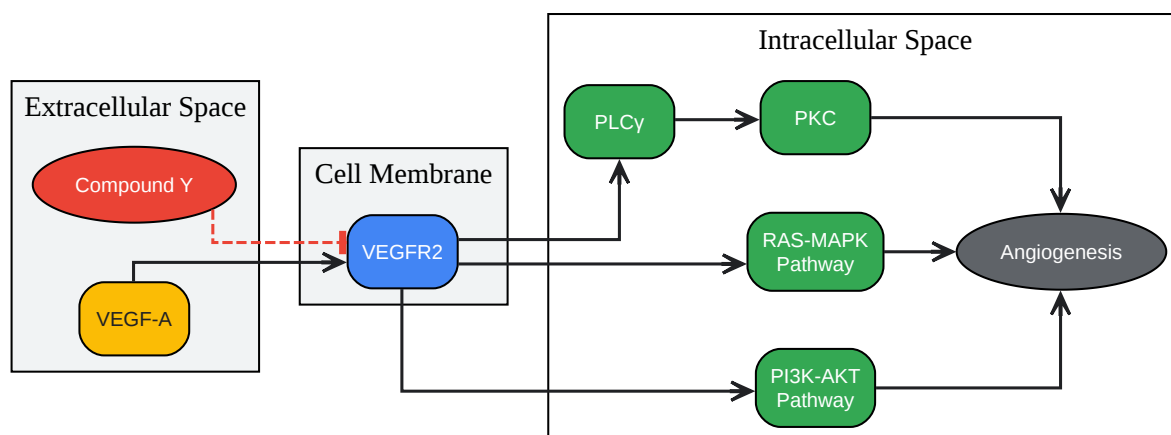 Extracellular Space
Compound Y
VEGF-A
Cell Membrane
VEGFR2
Intracellular Space
PLCγ
PKC
RAS-MAPK
Pathway
PI3K-AKT
Pathway
Angiogenesis